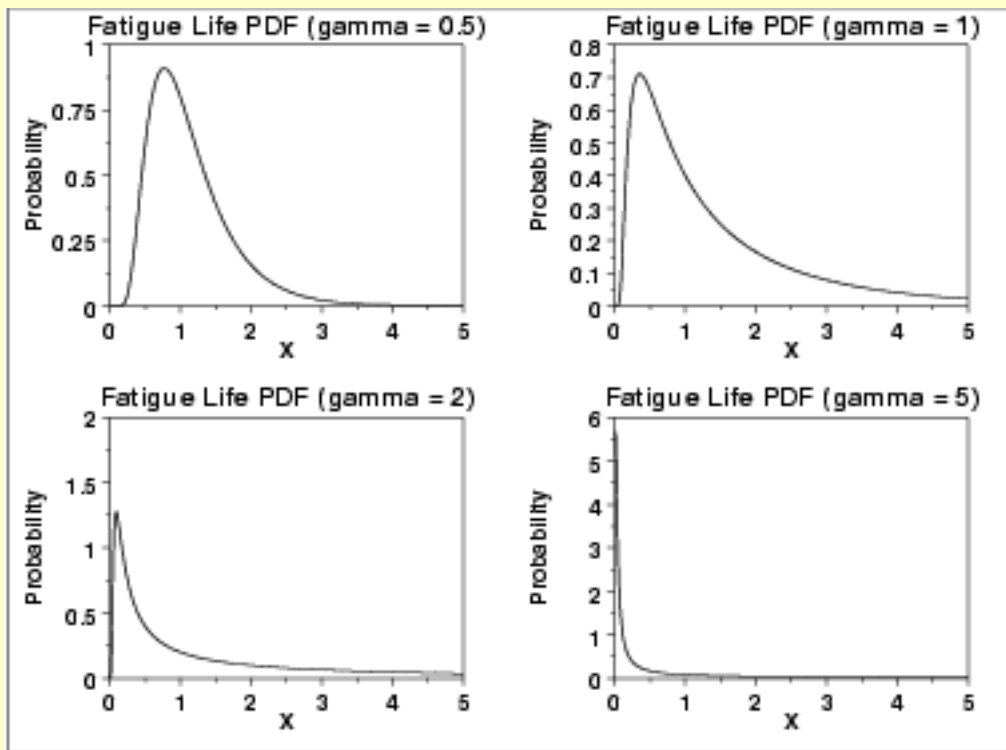 Fatigue Life PDF (gamma = 0.5)
1
0.75
0.5
0.25
0
Probability
0 1 2 3 4 5
X
Fatigue Life PDF (gamma = 1)
0.8
0.7
0.6
0.5
0.4
0.3
0.2
0.1
0
Probability
0 1 2 3 4 5
X
Fatigue Life PDF (gamma = 2)
2
1.5
1
0.5
0
Probability
0 1 2 3 4 5
X
Fatigue Life PDF (gamma = 5)
6
5
4
3
2
1
0
Probability
0 1 2 3 4 5
X